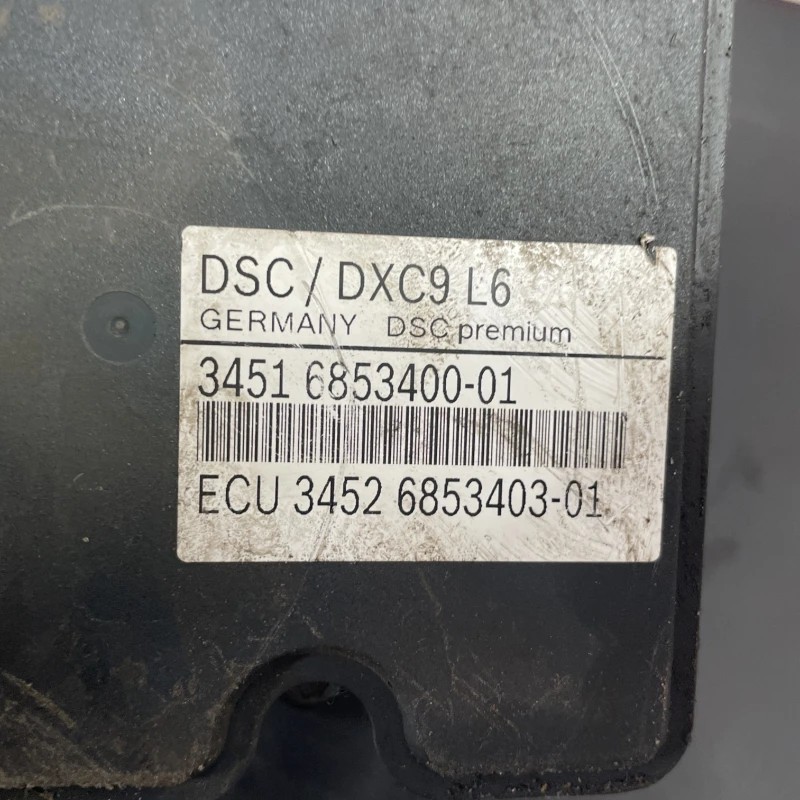 DSC / DXC9 L6
GERMANY DSC premium
3451 6853400-01
ECU 3452 6853403-01